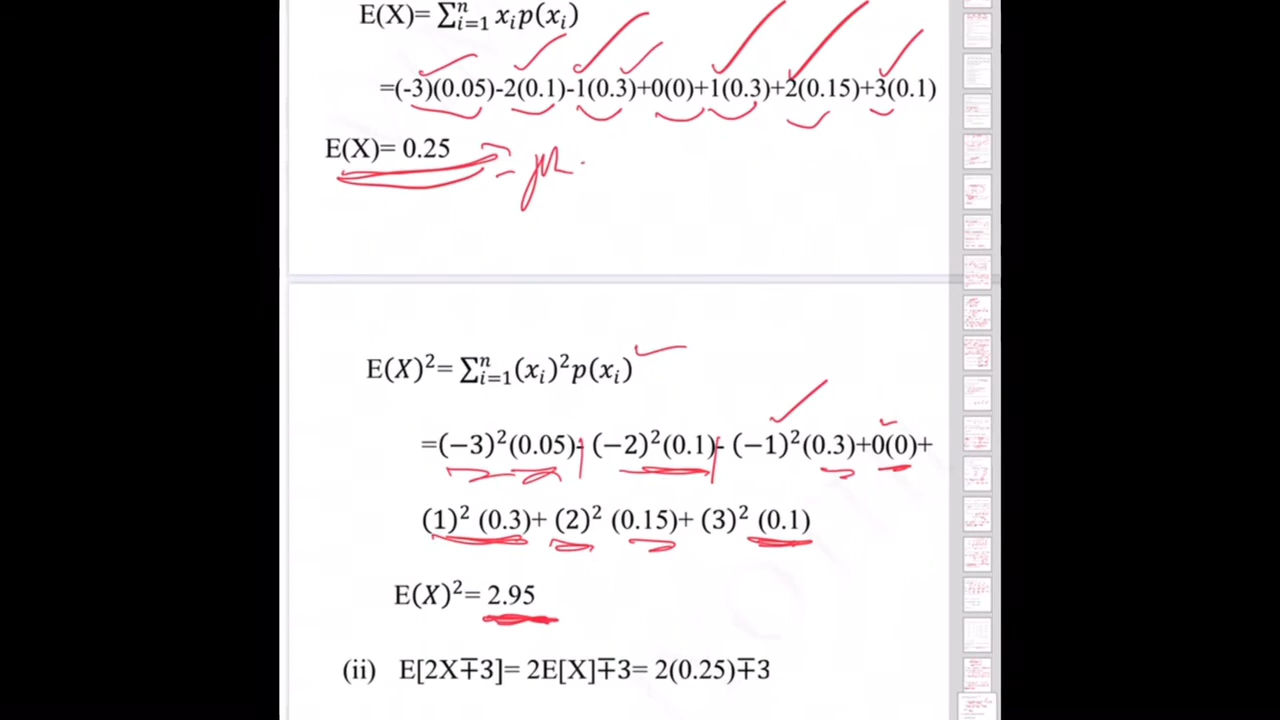 E(X)= ∑ⁿᵢ₌₁ xᵢp(xᵢ)
=(-3)(0.05)-2(0.1)-1(0.3)+0(0)+1(0.3)+2(0.15)+3(0.1)
E(X)= 0.25
= μ
E(X)²= ∑ⁿᵢ₌₁(xᵢ)²p(xᵢ)
=(−3)²(0.05)- (−2)²(0.1)- (−1)²(0.3)+0(0)+
(1)² (0.3)+ (2)² (0.15)+ (3)² (0.1)
E(X)²= 2.95
(ii) E[2X∓3]= 2E[X]∓3= 2(0.25)∓3